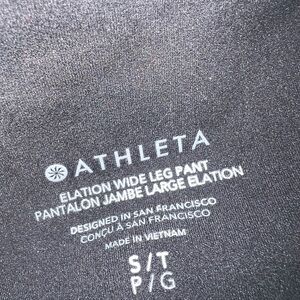 ATHLETA
ELATION WIDE LEG PANT
PANTALON JAMBE LARGE ELATION
DESIGNED IN SAN FRANCISCO
CONÇU À SAN FRANCISCO
MADE IN VIETNAM
S/T
P/G